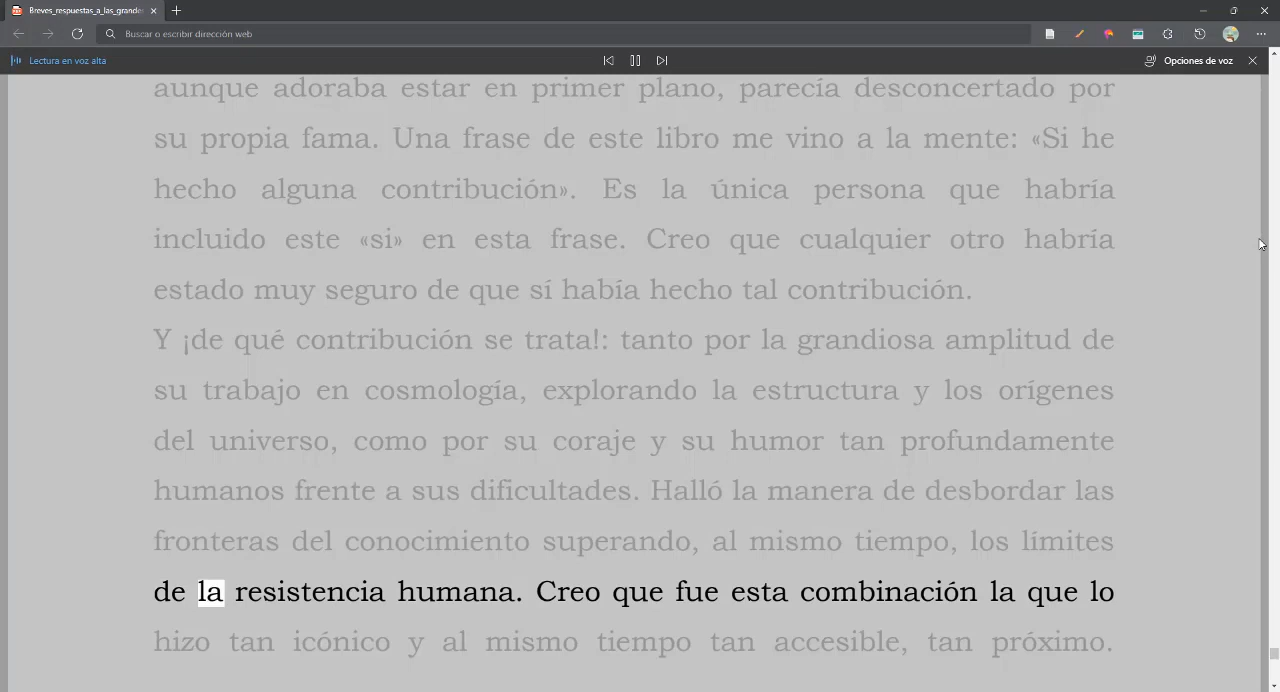 Breves_respuestas_a_las_grandes
Buscar o escribir dirección web
Lectura en voz alta
Opciones de voz
aunque adoraba estar en primer plano, parecía desconcertado por
su propia fama. Una frase de este libro me vino a la mente: «Si he
hecho alguna contribución». Es la única persona que habría
incluido este «si» en esta frase. Creo que cualquier otro habría
estado muy seguro de que sí había hecho tal contribución.
Y ¡de qué contribución se trata!: tanto por la grandiosa amplitud de
su trabajo en cosmología, explorando la estructura y los orígenes
del universo, como por su coraje y su humor tan profundamente
humanos frente a sus dificultades. Halló la manera de desbordar las
fronteras del conocimiento superando, al mismo tiempo, los límites
de la resistencia humana. Creo que fue esta combinación la que lo
hizo tan icónico y al mismo tiempo tan accesible, tan próximo.